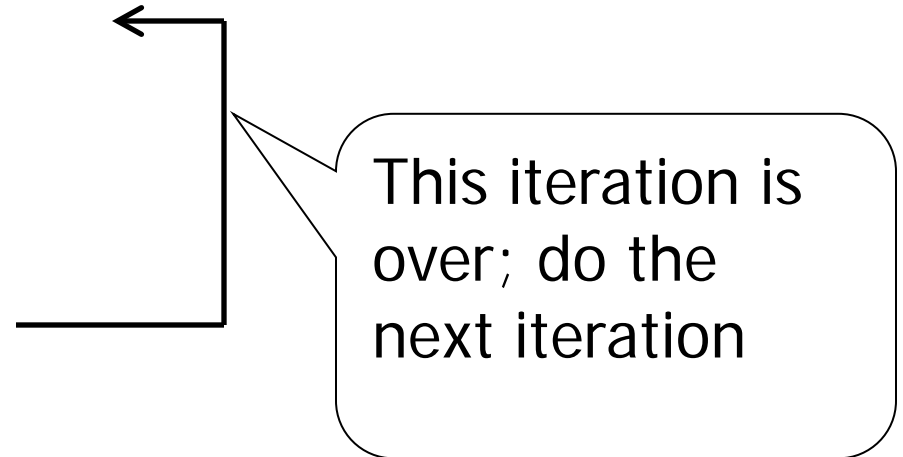 This iteration is
over; do the
next iteration